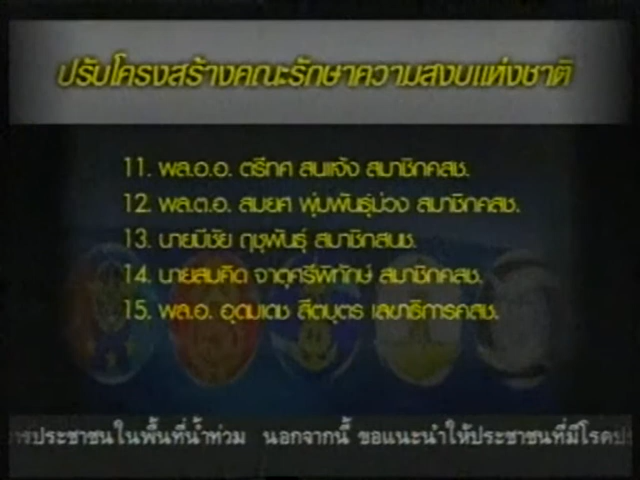 ปรับโครงสร้างคณะรักษาความสงบแห่งชาติ
11. พล.อ.อ. ตรีทศ สนแจ้ง สมาชิกคสช.
12. พล.ต.อ. สมยศ พุ่มพันธุ์ม่วง สมาชิกคสช.
13. นายมีชัย ฤชุพันธุ์ สมาชิกสนช.
14. นายสมคิด จาตุศรีพิทักษ์ สมาชิกคสช.
15. พล.อ. อุดมเดช สีตบุตร เลขาธิการคสช.
ประชาชนในพื้นที่น้ำท่วม นอกจากนี้ ขอแนะนำให้ประชาชนที่มีโรค